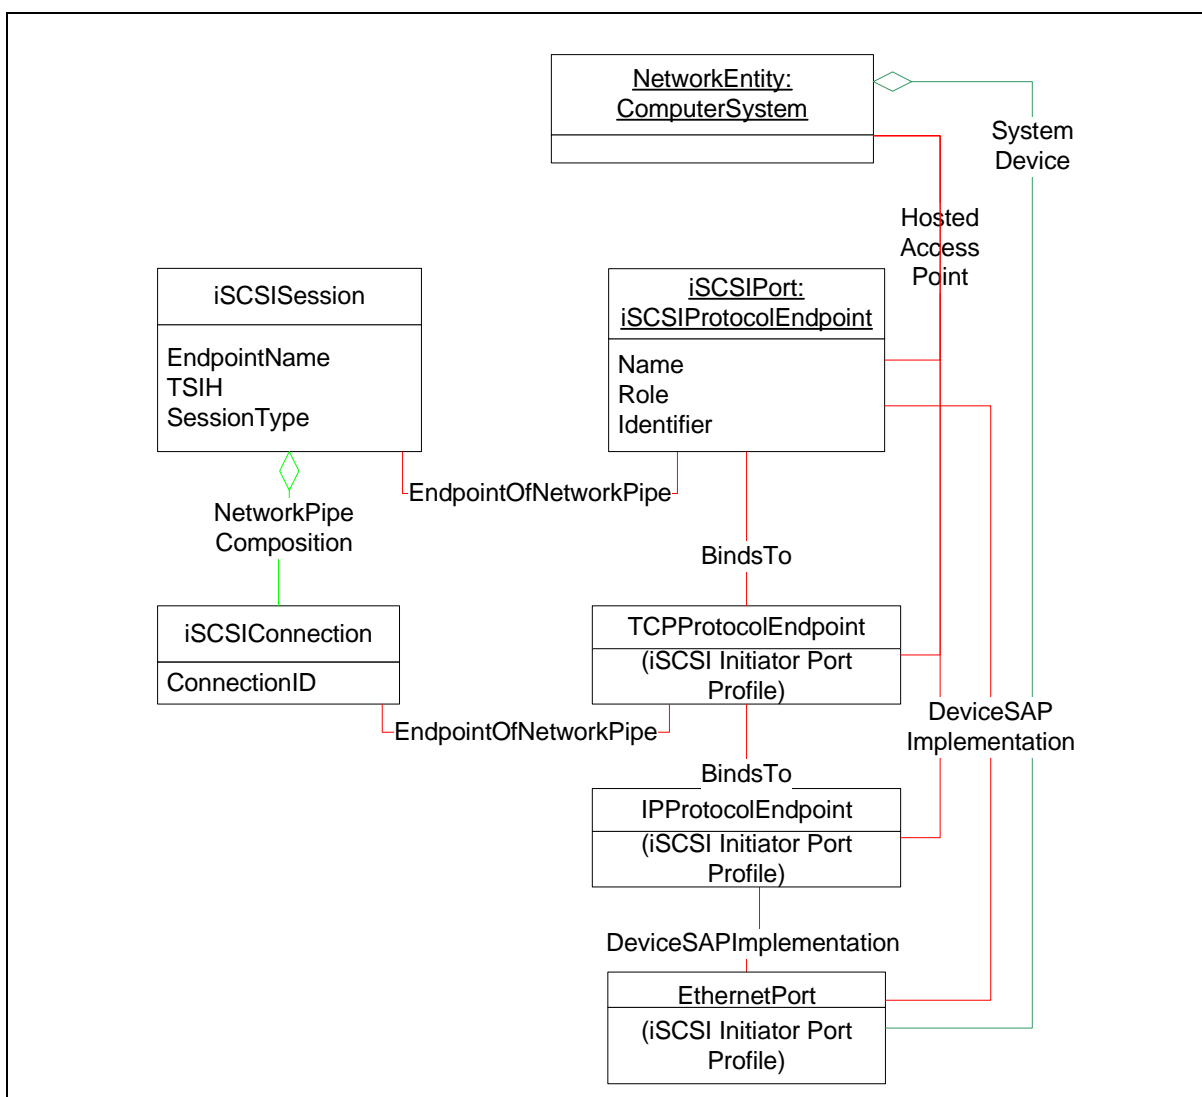 NetworkEntity:
ComputerSystem
System
Device
Hosted
Access
Point
iSCSISession
EndpointName
TSIH
SessionType
iSCSIPort:
iSCSIProtocolEndpoint
Name
Role
Identifier
EndpointOfNetworkPipe
NetworkPipe
Composition
BindsTo
iSCSIConnection
ConnectionID
TCPProtocolEndpoint
(iSCSI Initiator Port
Profile)
EndpointOfNetworkPipe
DeviceSAP
Implementation
BindsTo
IPProtocolEndpoint
(iSCSI Initiator Port
Profile)
DeviceSAPImplementation
EthernetPort
(iSCSI Initiator Port
Profile)